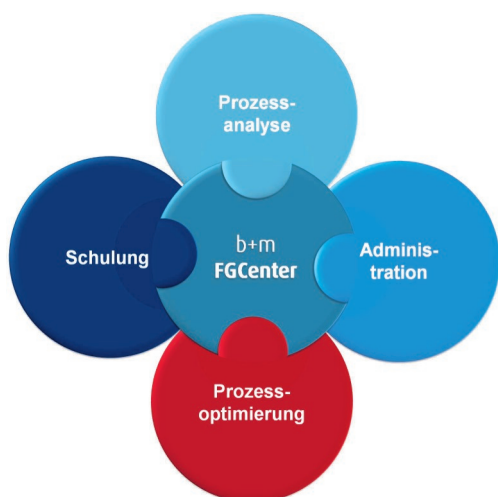 Prozess-
analyse
Schulung
b+m
FGCenter
Adminis-
tration
Prozess-
optimierung